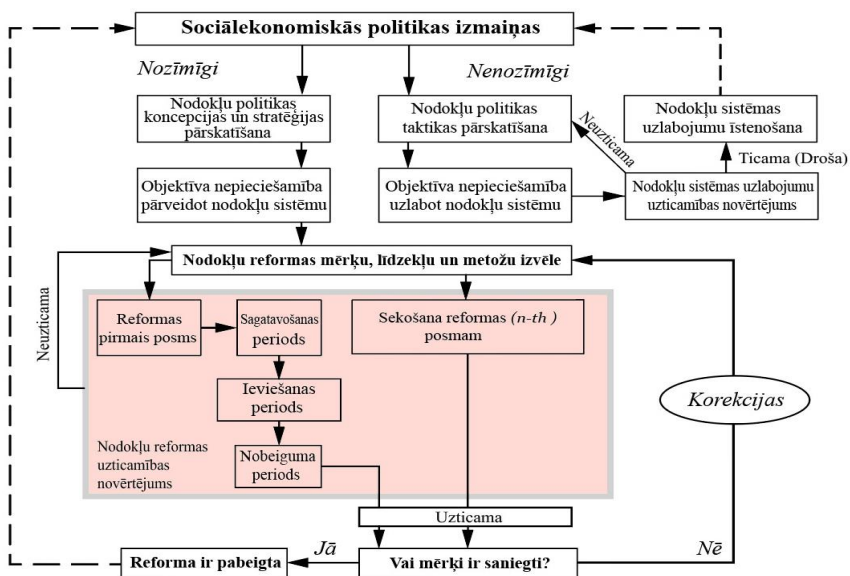 Sociālekonomiskās politikas izmaiņas
Nozīmīgi
Nenozīmīgi
Nodokļu politikas
koncepcijas un stratēģijas
pārskatīšana
Nodokļu politikas
taktikas pārskatīšana
Neuzticama
Nodokļu sistēmas
uzlabojumu īstenošana
Ticama (Droša)
Objektīva nepieciešamība
pārveidot nodokļu sistēmu
Objektīva nepieciešamība
uzlabot nodokļu sistēmu
Nodokļu sistēmas uzlabojumu
uzticamības novērtējums
Nodokļu reformas mērķu, līdzekļu un metožu izvēle
Neuzticama
Reformas
pirmais posms
Sagatavošanas
periods
Sekošana reformas (n-th )
posmam
Ieviešanas
periods
Korekcijas
Nodokļu reformas
uzticamības
novērtējums
Nobeiguma
periods
Uzticama
Reforma ir pabeigta
Jā
Vai mērķi ir saniegti?
Nē